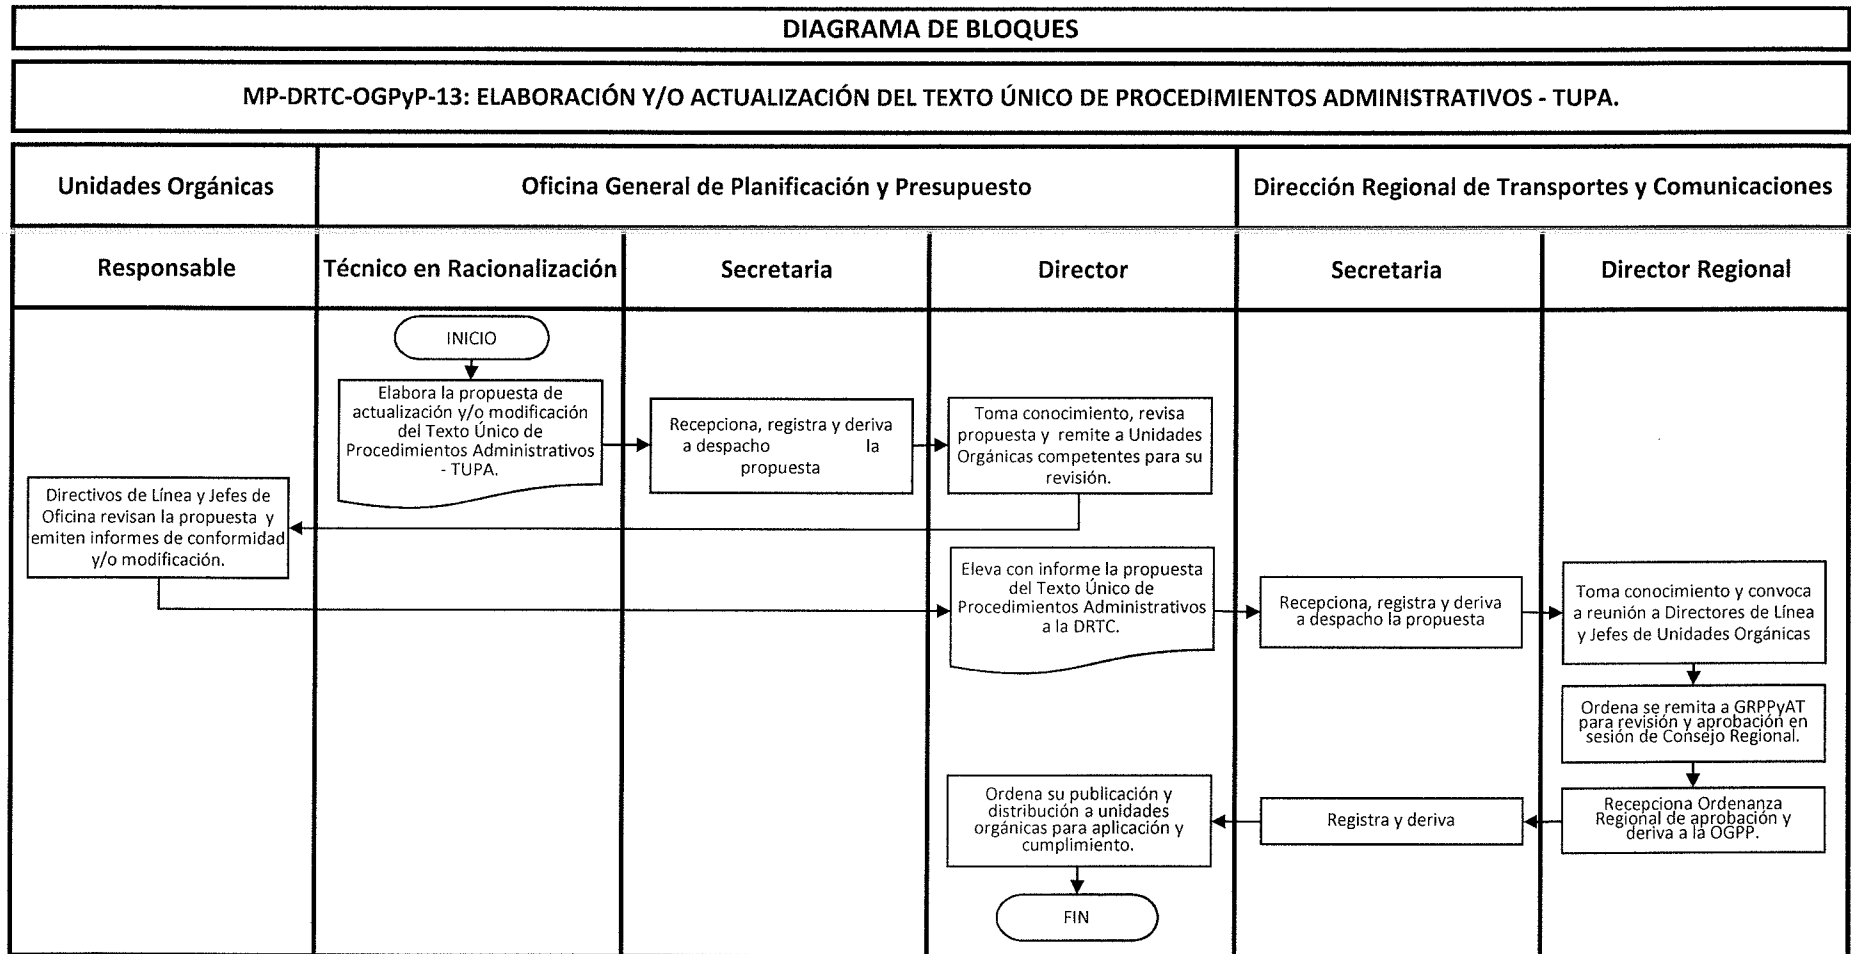 DIAGRAMA DE BLOQUES
MP-DRTC-OGPyP-13: ELABORACIÓN Y/O ACTUALIZACIÓN DEL TEXTO ÚNICO DE PROCEDIMIENTOS ADMINISTRATIVOS - TUPA.
Unidades Orgánicas
Oficina General de Planificación y Presupuesto
Dirección Regional de Transportes y Comunicaciones
Responsable
Técnico en Racionalización
Secretaria
Director
Secretaria
Director Regional
INICIO
Elabora la propuesta de
actualización y/o modificación
del Texto Único de
Procedimientos Administrativos
- TUPA.
Recepciona, registra y deriva
a despacho la
propuesta
Toma conocimiento, revisa
propuesta y remite a Unidades
Orgánicas competentes para su
revisión.
Directivos de Línea y Jefes de
Oficina revisan la propuesta y
emiten informes de conformidad
y/o modificación.
Eleva con informe la propuesta
del Texto Único de
Procedimientos Administrativos
a la DRTC.
Recepciona, registra y deriva
a despacho la propuesta
Toma conocimiento y convoca
a reunión a Directores de Línea
y Jefes de Unidades Orgánicas
Ordena se remita a GRPPyAT
para revisión y aprobación en
sesión de Consejo Regional.
Recepciona Ordenanza
Regional de aprobación y
deriva a la OGPP.
Registra y deriva
Ordena su publicación y
distribución a unidades
orgánicas para aplicación y
cumplimiento.
FIN